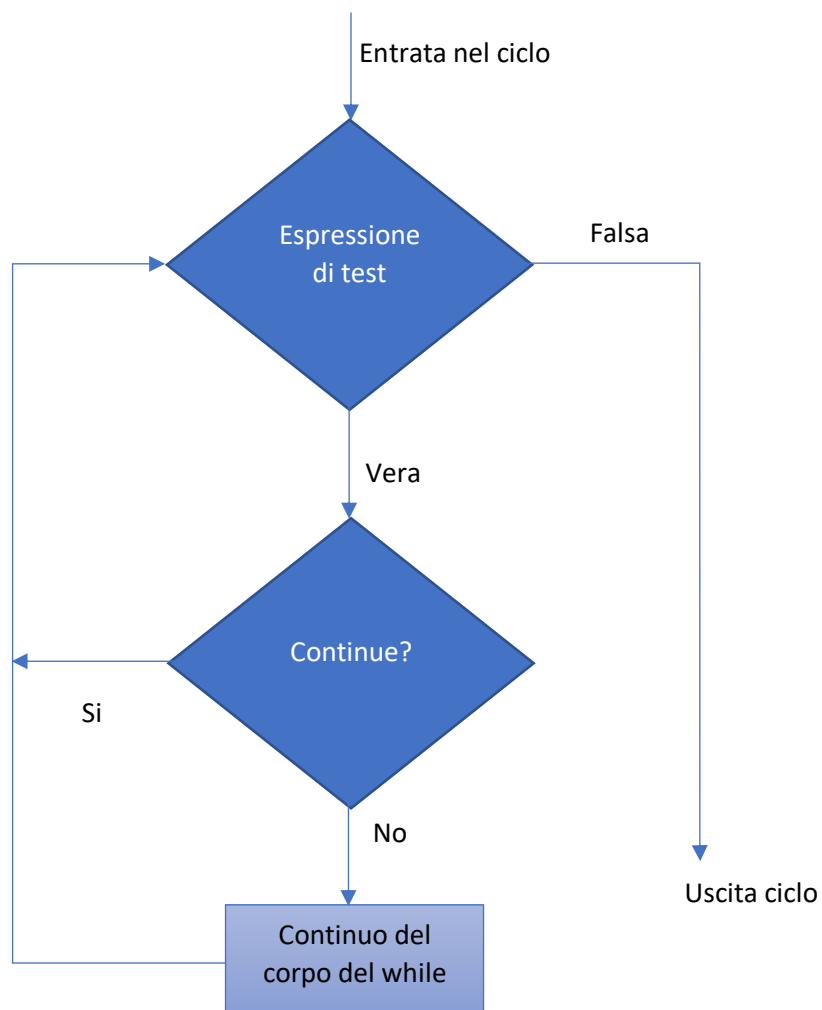 Entrata nel ciclo
Espressione
di test
Falsa
Vera
Continue?
Si
No
Uscita ciclo
Continuo del
corpo del while